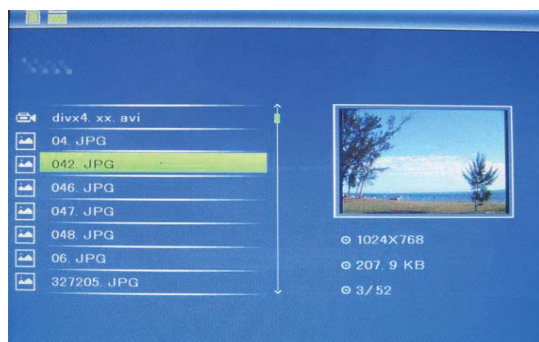 divx4. xx. avi
04. JPG
042. JPG
046. JPG
047. JPG
048. JPG
06. JPG
327205. JPG
1024X768
207. 9 KB
3/52